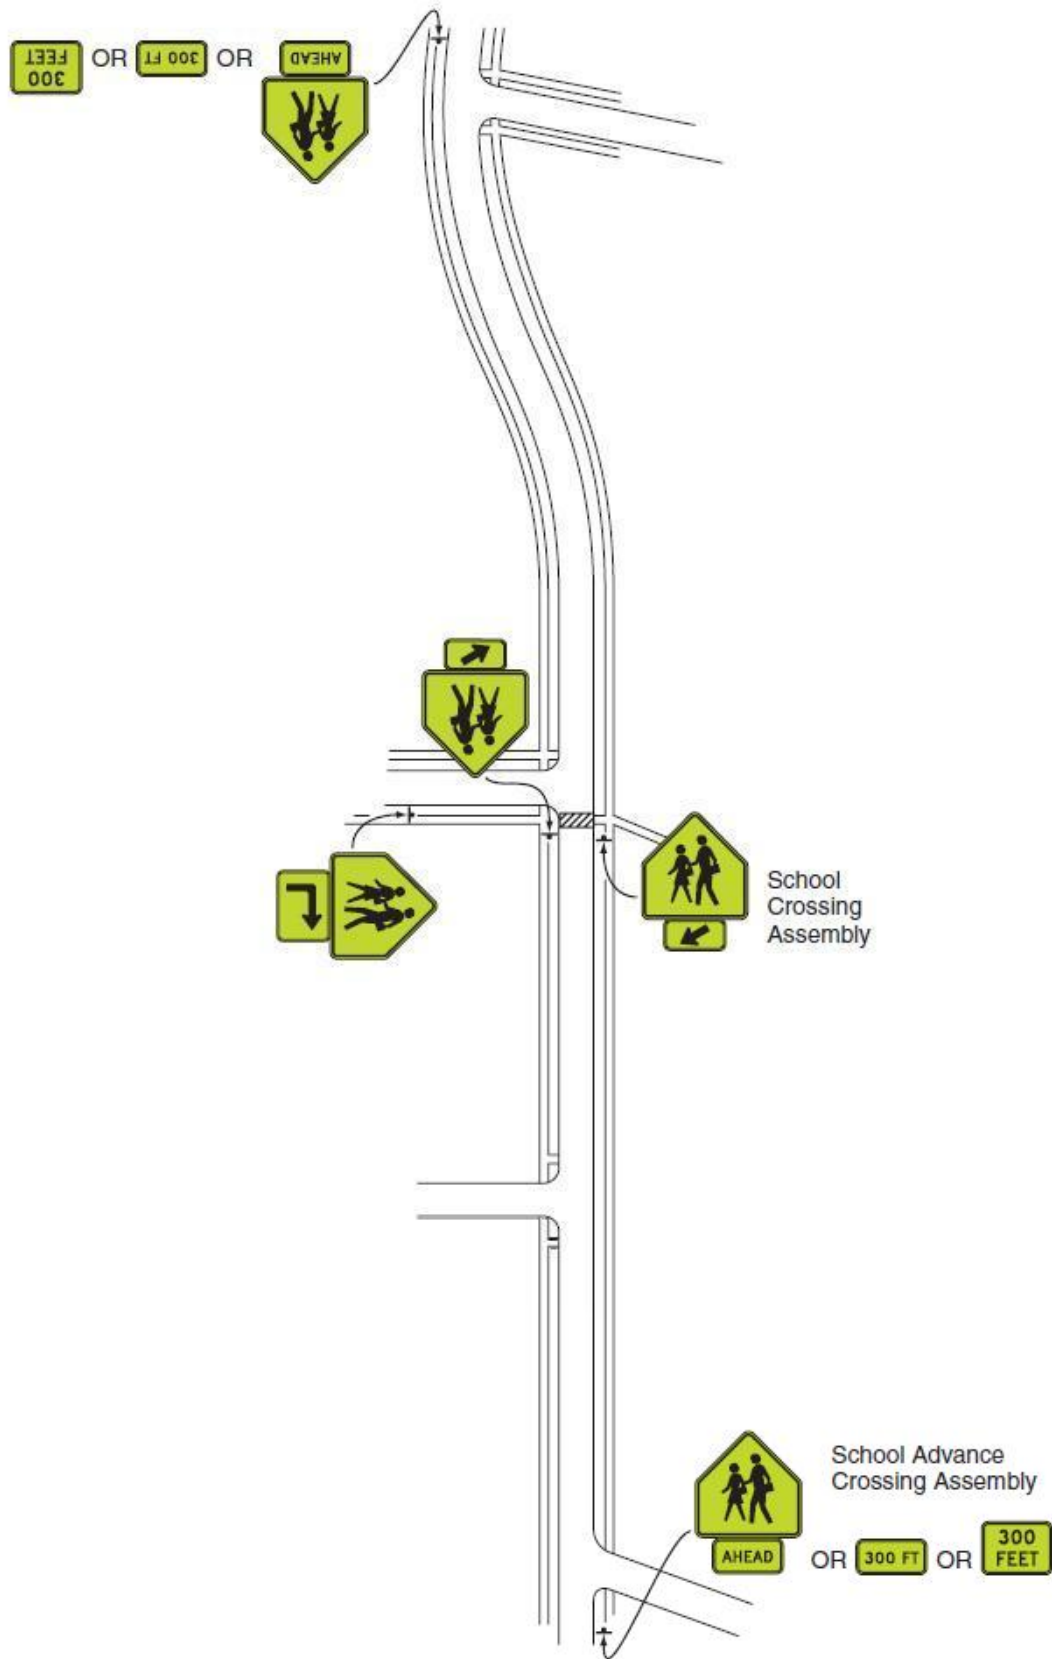 300
FEET
OR
300 FT
OR
AHEAD
School
Crossing
Assembly
School Advance
Crossing Assembly
AHEAD
OR
300 FT
OR
300
FEET